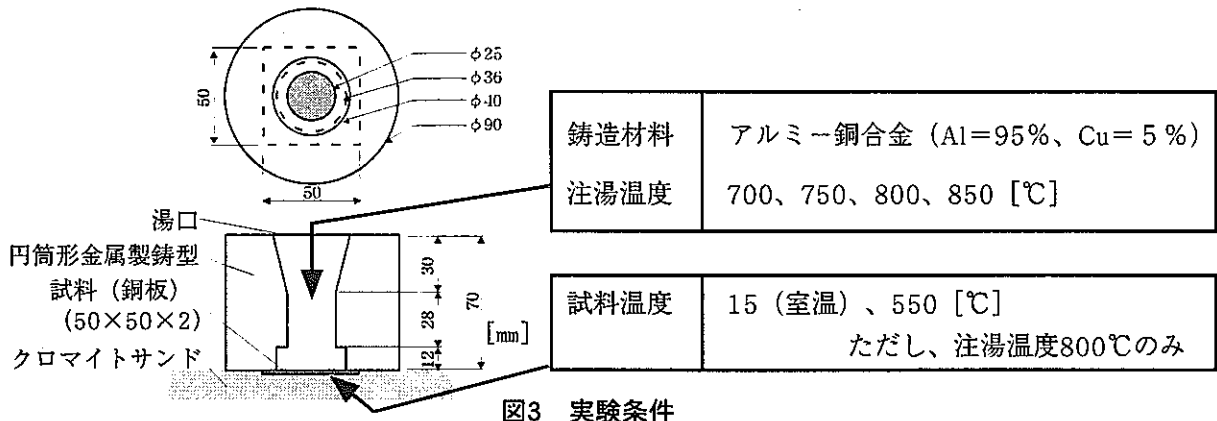 φ25
φ36
φ40
φ90
50
50
湯口
円筒形金属製鋳型
試料（銅板）
(50×50×2)
クロマイトサンド
30
28
12
70
[mm]
鋳造材料 アルミー銅合金（Al＝95%、Cu＝5%）
注湯温度 700、750、800、850［℃］
試料温度 15（室温）、550［℃］
ただし、注湯温度800℃のみ
図3 実験条件